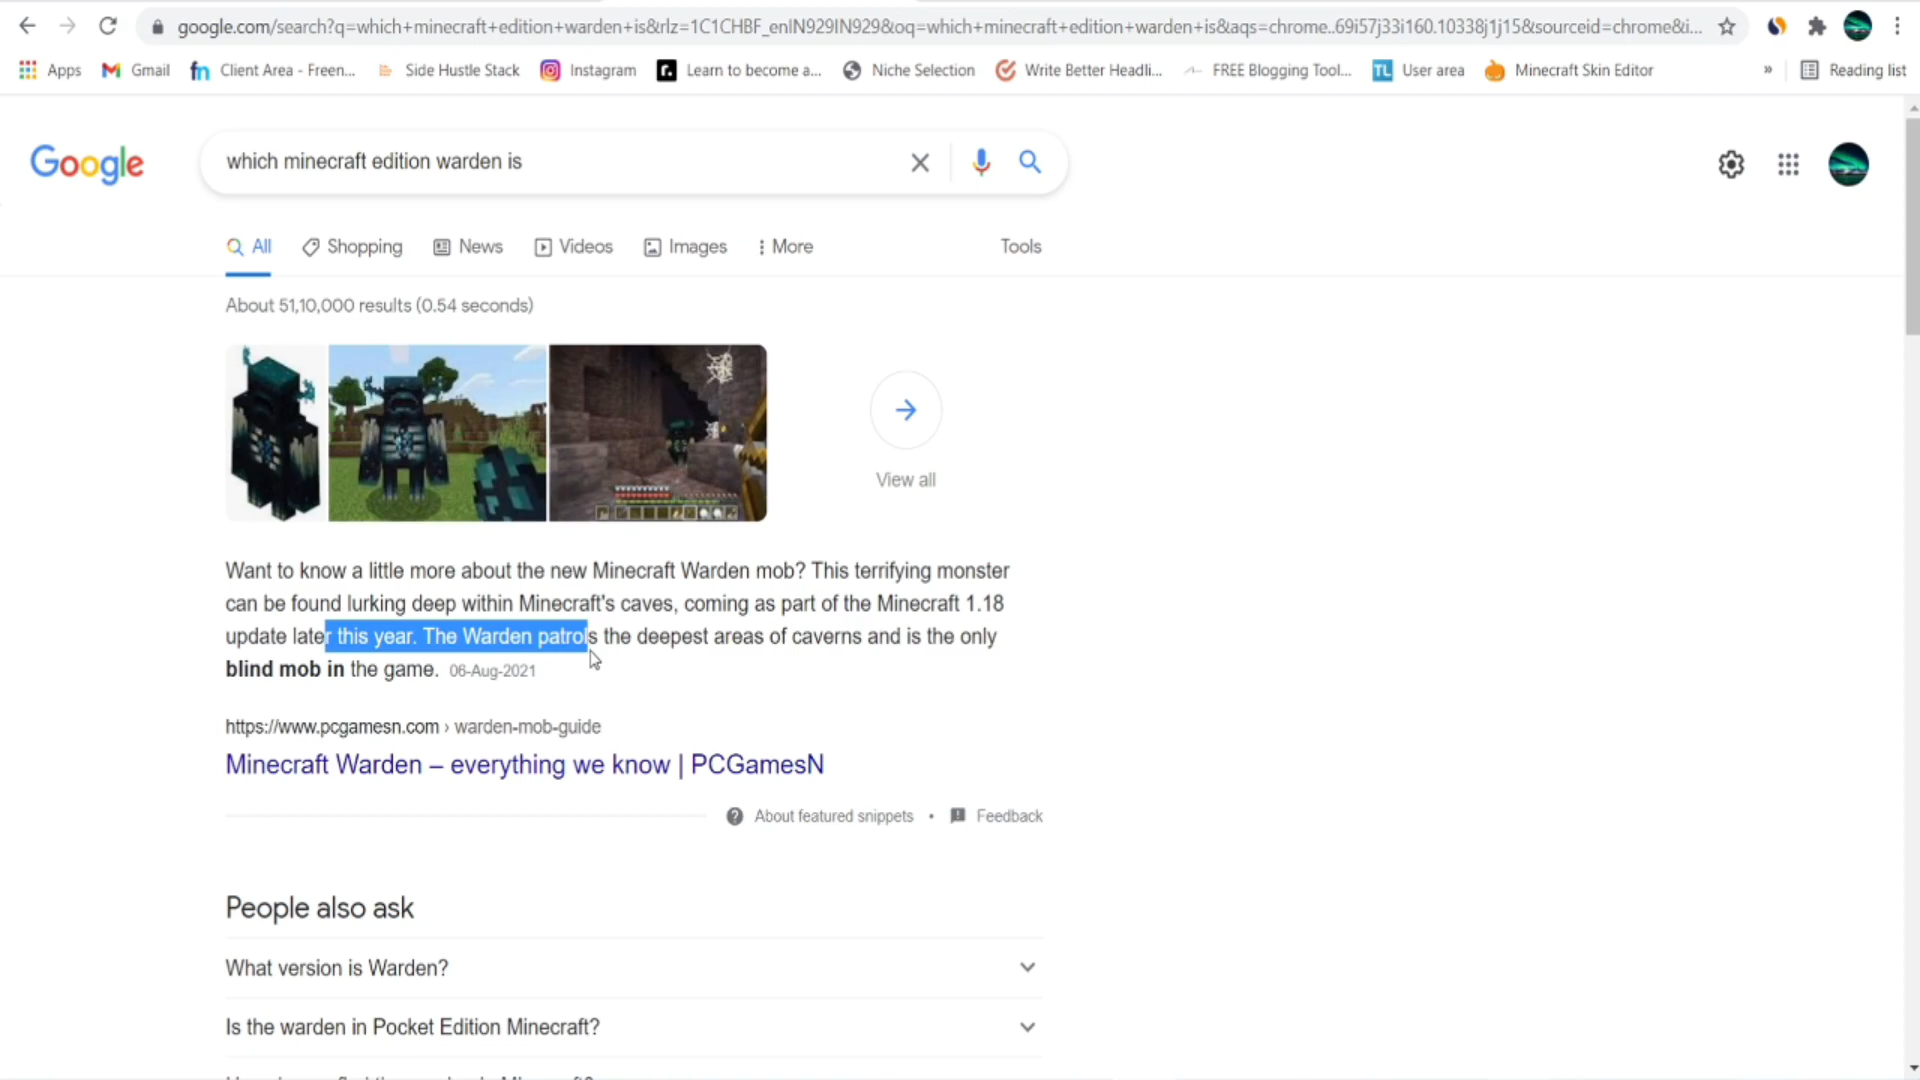 google.com/search?q=which+minecraft+edition+warden+is&rlz=1C1CHBF_enIN929IN929&oq=which+minecraft+edition+warden+is&aqs=chrome..69i57j33i160.10338j1j15&sourceid=chrome&i...
Apps Gmail fn Client Area - Freen... Side Hustle Stack Instagram r. Learn to become a... Niche Selection Write Better Headli... FREE Blogging Tool... TL User area Minecraft Skin Editor » Reading list
Google which minecraft edition warden is
All Shopping News Videos Images More Tools
About 51,10,000 results (0.54 seconds)
View all
Want to know a little more about the new Minecraft Warden mob? This terrifying monster
can be found lurking deep within Minecraft's caves, coming as part of the Minecraft 1.18
update later this year. The Warden patrols the deepest areas of caverns and is the only
blind mob in the game. 06-Aug-2021
https://www.pcgamesn.com › warden-mob-guide
Minecraft Warden – everything we know | PCGamesN
About featured snippets • Feedback
People also ask
What version is Warden?
Is the warden in Pocket Edition Minecraft?